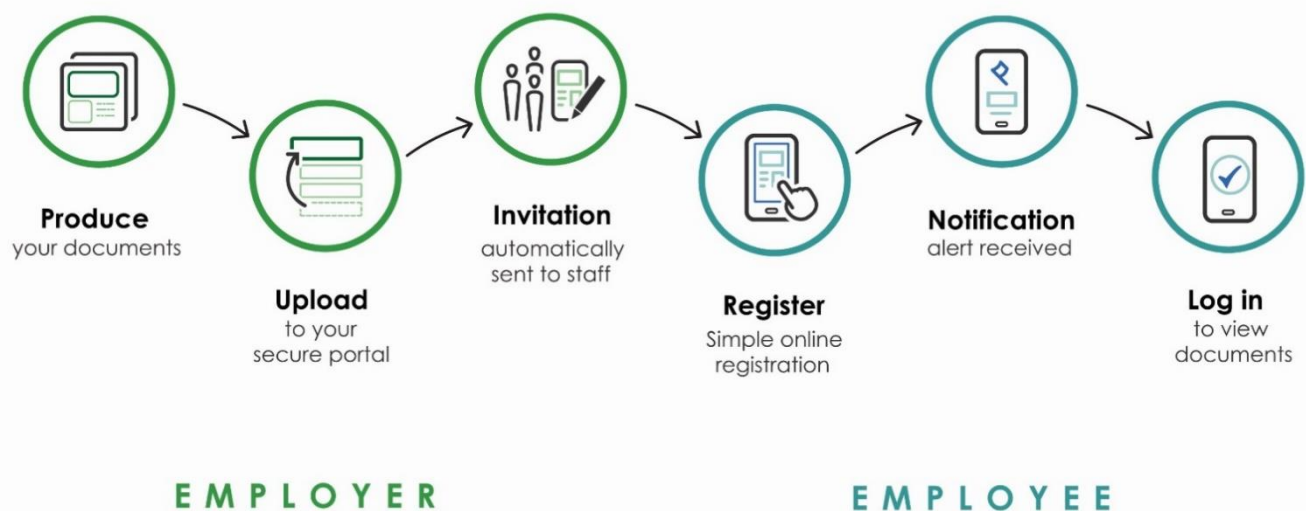 Produce
your documents
Upload
to your
secure portal
Invitation
automatically
sent to staff
Register
Simple online
registration
Notification
alert received
Log in
to view
documents
EMPLOYER
EMPLOYEE